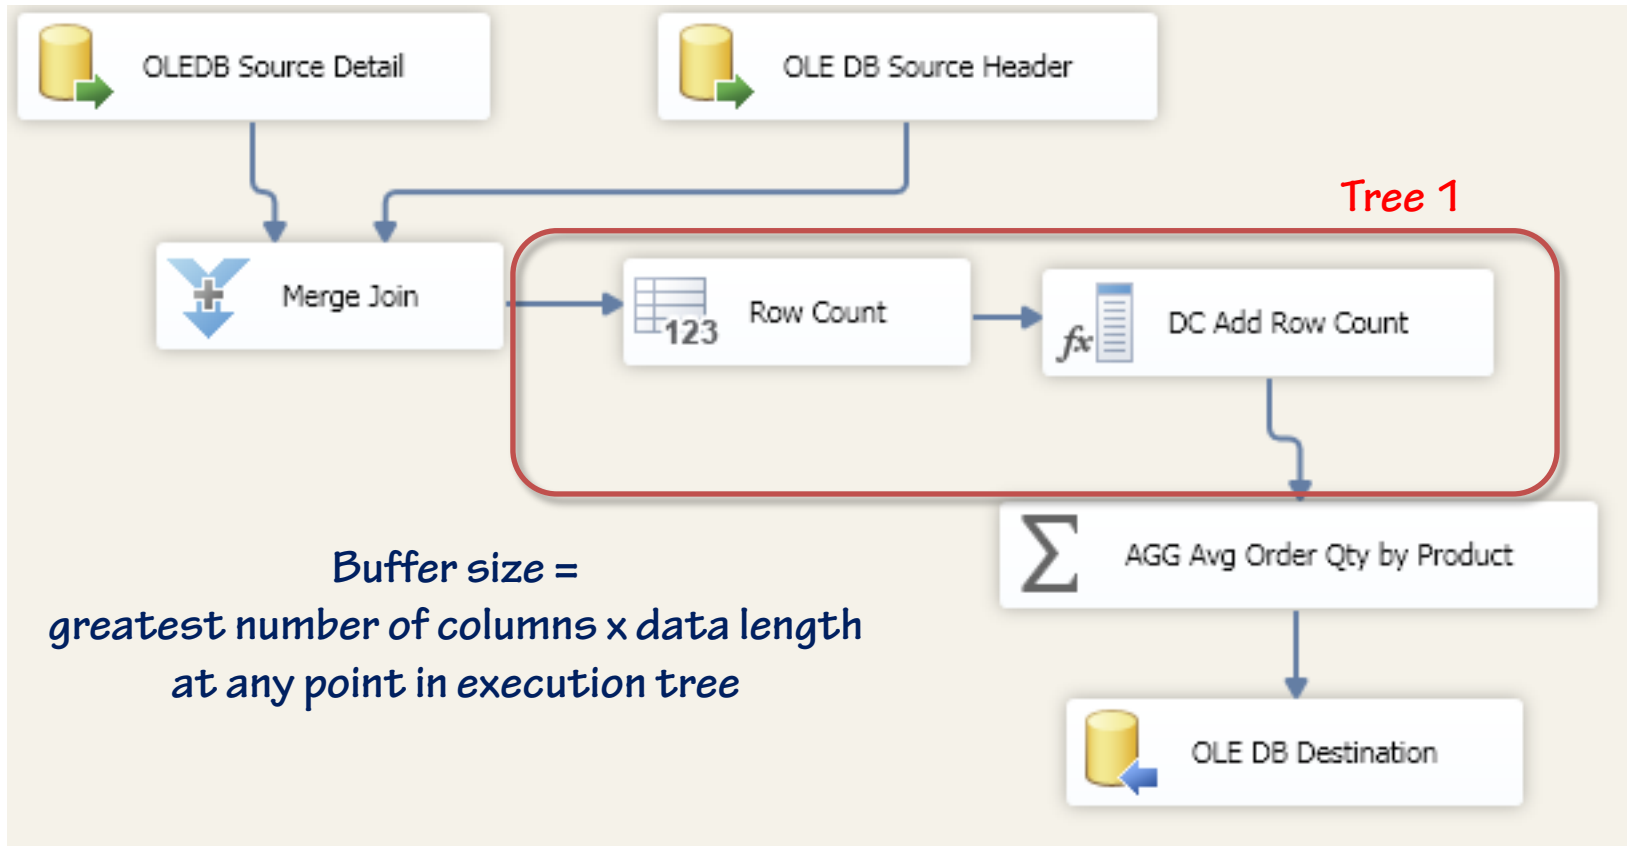 OLEDB Source Detail
OLE DB Source Header
Tree 1
Merge Join
123
Row Count
fx
DC Add Row Count
Σ
AGG Avg Order Qty by Product
Buffer size =
greatest number of columns x data length
at any point in execution tree
OLE DB Destination